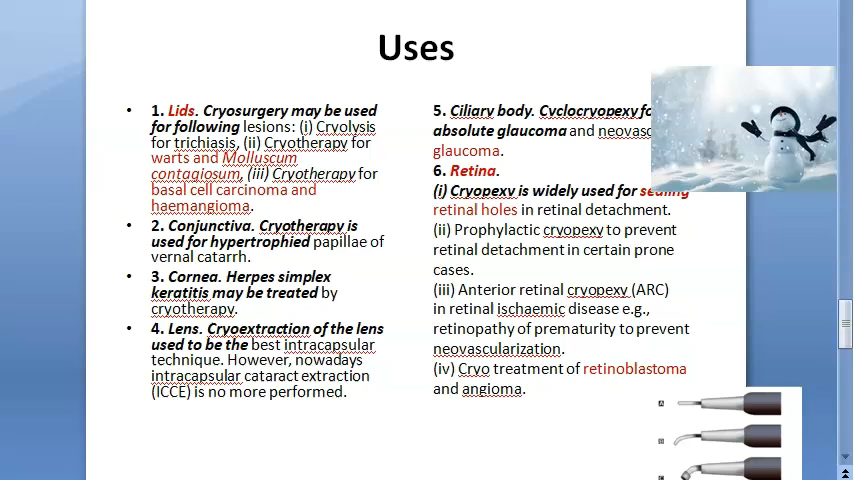 Uses
• 1. Lids. Cryosurgery may be used
for following lesions: (i) Cryolysis
for trichiasis, (ii) Cryotherapy for
warts and Molluscum
contagiosum, (iii) Cryotherapy for
basal cell carcinoma and
haemangioma.
• 2. Conjunctiva. Cryotherapy is
used for hypertrophied papillae of
vernal catarrh.
• 3. Cornea. Herpes simplex
keratitis may be treated by
cryotherapy.
• 4. Lens. Cryoextraction of the lens
used to be the best intracapsular
technique. However, nowadays
intracapsular cataract extraction
(ICCE) is no more performed.
5. Ciliary body. Cyclocryopexy
absolute glaucoma and
glaucoma.
6. Retina.
(i) Cryopexy is widely used for sealing
retinal holes in retinal detachment.
(ii) Prophylactic cryopexy to prevent
retinal detachment in certain prone
cases.
(iii) Anterior retinal cryopexy (ARC)
in retinal ischaemic disease e.g.,
retinopathy of prematurity to prevent
neovascularization.
(iv) Cryo treatment of retinoblastoma
and angioma.
A
B
C